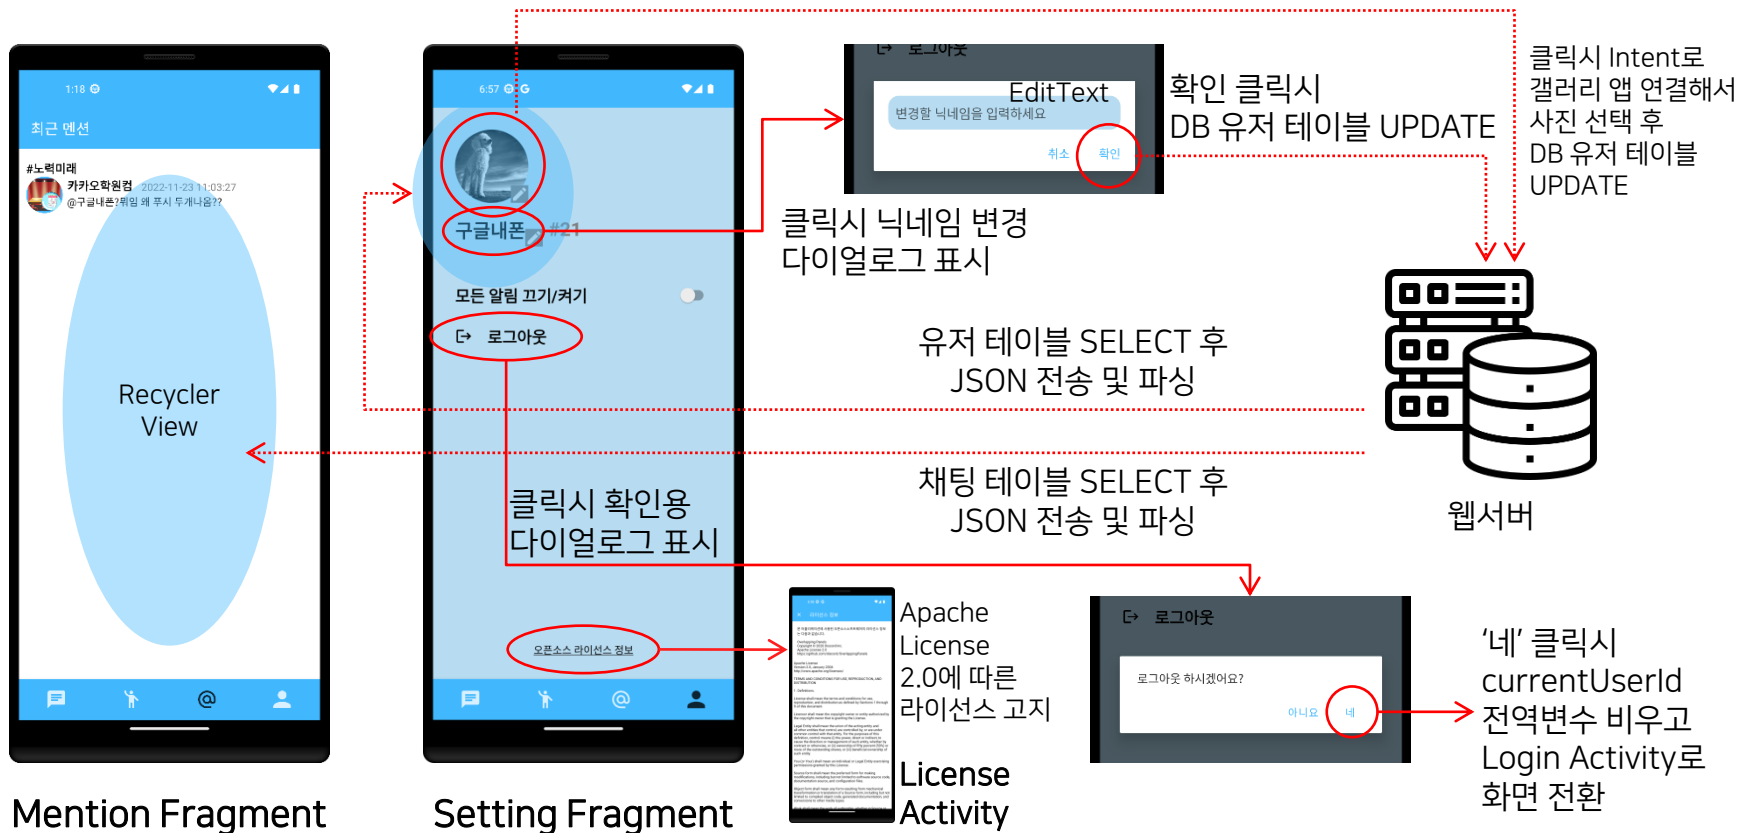 1:18
최근 멘션
#노력미래
카카오학원컴 2022-11-23 11:03:27
@구글내폰?뭐임 왜 푸시 두개나옴??
Recycler
View
Mention Fragment
6:57
구글내폰 #21
모든 알림 끄기/켜기
로그아웃
클릭시 확인용
다이얼로그 표시
오픈소스 라이선스 정보
Setting Fragment
로그아웃
EditText
변경할 닉네임을 입력하세요
취소 확인
확인 클릭시
DB 유저 테이블 UPDATE
클릭시 닉네임 변경
다이얼로그 표시
클릭시 Intent로
갤러리 앱 연결해서
사진 선택 후
DB 유저 테이블
UPDATE
유저 테이블 SELECT 후
JSON 전송 및 파싱
채팅 테이블 SELECT 후
JSON 전송 및 파싱
웹서버
라이선스 정보
Apache
License
2.0에 따른
라이선스 고지
License
Activity
로그아웃
로그아웃 하시겠어요?
아니요 네
‘네’ 클릭시
currentUserId
전역변수 비우고
Login Activity로
화면 전환